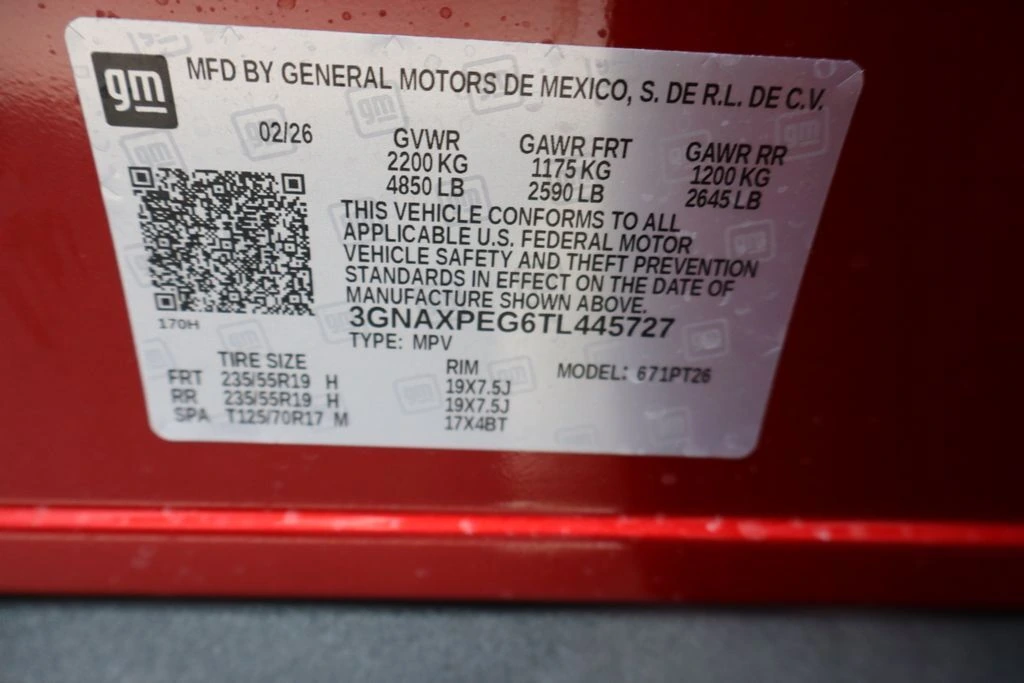 gm MFD BY GENERAL MOTORS DE MEXICO, S. DE R.L. DE C.V.
02/26 GVWR GAWR FRT GAWR RR
2200 KG 1175 KG 1200 KG
4850 LB 2590 LB 2645 LB
THIS VEHICLE CONFORMS TO ALL
APPLICABLE U.S. FEDERAL MOTOR
VEHICLE SAFETY AND THEFT PREVENTION
STANDARDS IN EFFECT ON THE DATE OF
MANUFACTURE SHOWN ABOVE.
170H
3GNAXPEG6TL445727
TYPE: MPV
TIRE SIZE RIM MODEL: 671PT26
FRT 235/55R19 H 19X7.5J
RR 235/55R19 H 19X7.5J
SPA T125/70R17 M 17X4BT